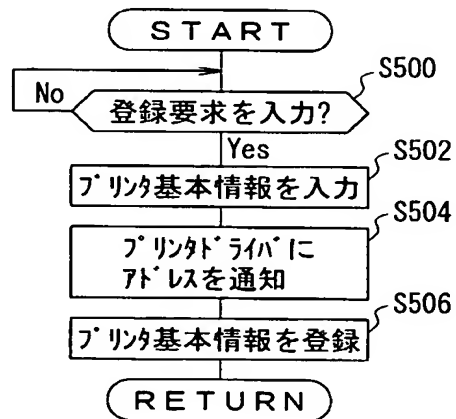 START
S500
No
登録要求を入力?
Yes
S502
プリンタ基本情報を入力
S504
プリンタドライバに
アドレスを通知
S506
プリンタ基本情報を登録
RETURN